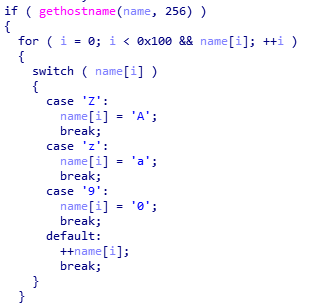 if ( gethostname(name, 256) )
{
  for ( i = 0; i < 0x100 && name[i]; ++i )
  {
    switch ( name[i] )
    {
      case 'Z':
        name[i] = 'A';
        break;
      case 'z':
        name[i] = 'a';
        break;
      case '9':
        name[i] = '0';
        break;
      default:
        ++name[i];
        break;
    }
  }